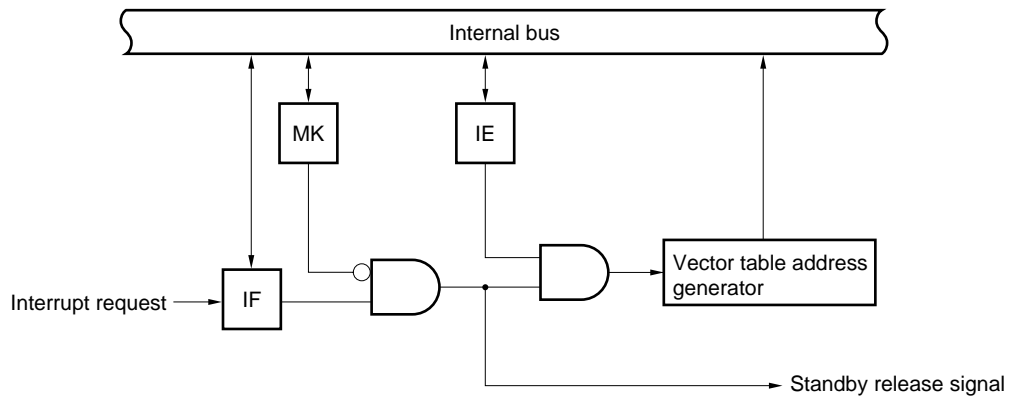 Internal bus
MK
IE
Vector table address
generator
Interrupt request
IF
Standby release signal